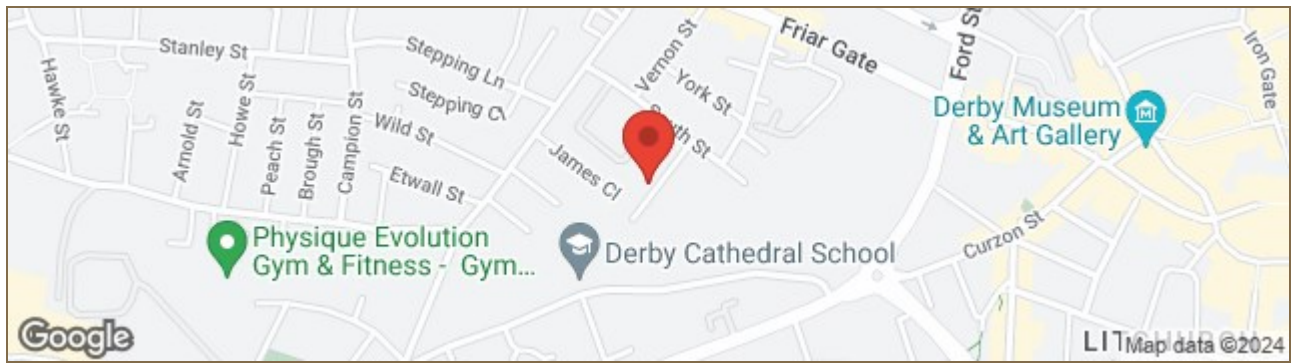 Friar Gate
Ford St
Iron Gate
Stanley St
Stepping Ln
Vernon St
York St
Hawke St
Howe St
Arnold St
Peach St
Brough St
Campion St
Wild St
James Cl
Etwall St
Derby Museum
& Art Gallery
Curzon St
Physique Evolution
Gym & Fitness - Gym...
Derby Cathedral School
Google
Map data ©2024